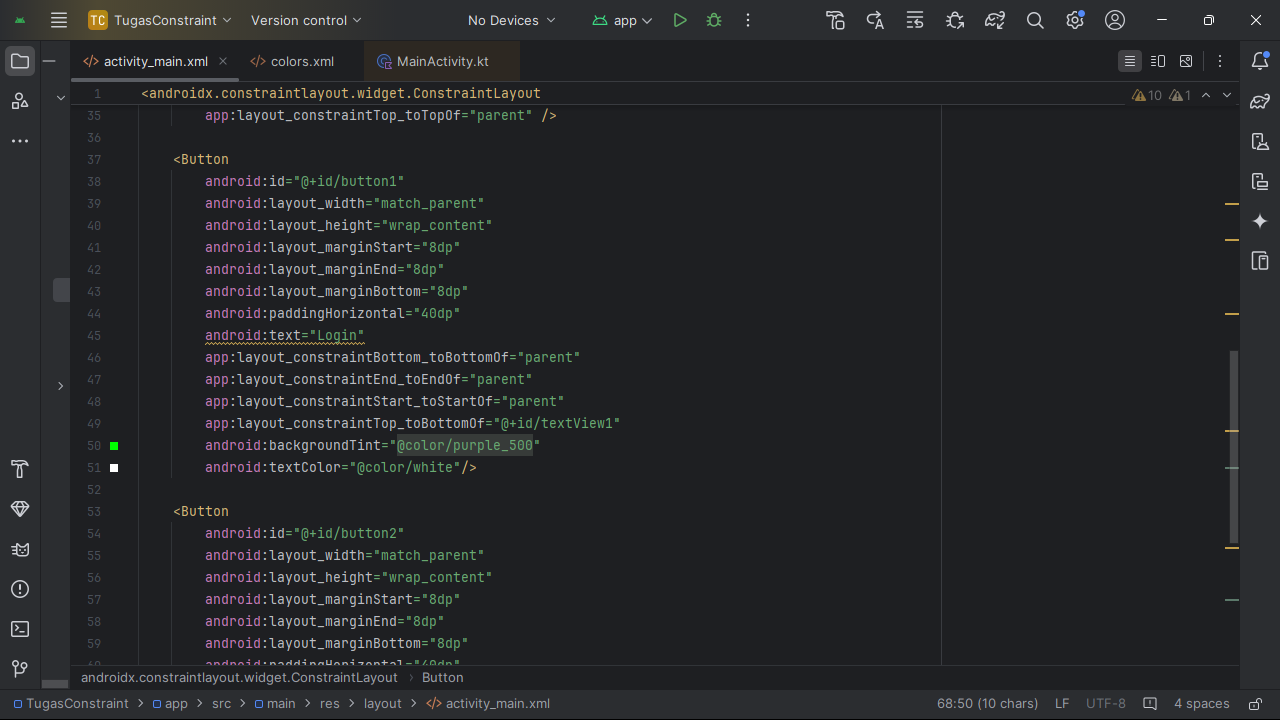 TC TugasConstraint Version control No Devices app
activity_main.xml colors.xml MainActivity.kt
1 <androidx.constraintlayout.widget.ConstraintLayout 10 1
35 app:layout_constraintTop_toTopOf="parent" />
36
37 <Button
38 android:id="@+id/button1"
39 android:layout_width="match_parent"
40 android:layout_height="wrap_content"
41 android:layout_marginStart="8dp"
42 android:layout_marginEnd="8dp"
43 android:layout_marginBottom="8dp"
44 android:paddingHorizontal="40dp"
45 android:text="Login"
46 app:layout_constraintBottom_toBottomOf="parent"
47 app:layout_constraintEnd_toEndOf="parent"
48 app:layout_constraintStart_toStartOf="parent"
49 app:layout_constraintTop_toBottomOf="@+id/textView1"
50 android:backgroundTint="@color/purple_500"
51 android:textColor="@color/white"/>
52
53 <Button
54 android:id="@+id/button2"
55 android:layout_width="match_parent"
56 android:layout_height="wrap_content"
57 android:layout_marginStart="8dp"
58 android:layout_marginEnd="8dp"
59 android:layout_marginBottom="8dp"
60 android:paddingHorizontal="40dp"
androidx.constraintlayout.widget.ConstraintLayout Button
TugasConstraint app src main res layout activity_main.xml 68:50 (10 chars) LF UTF-8 4 spaces